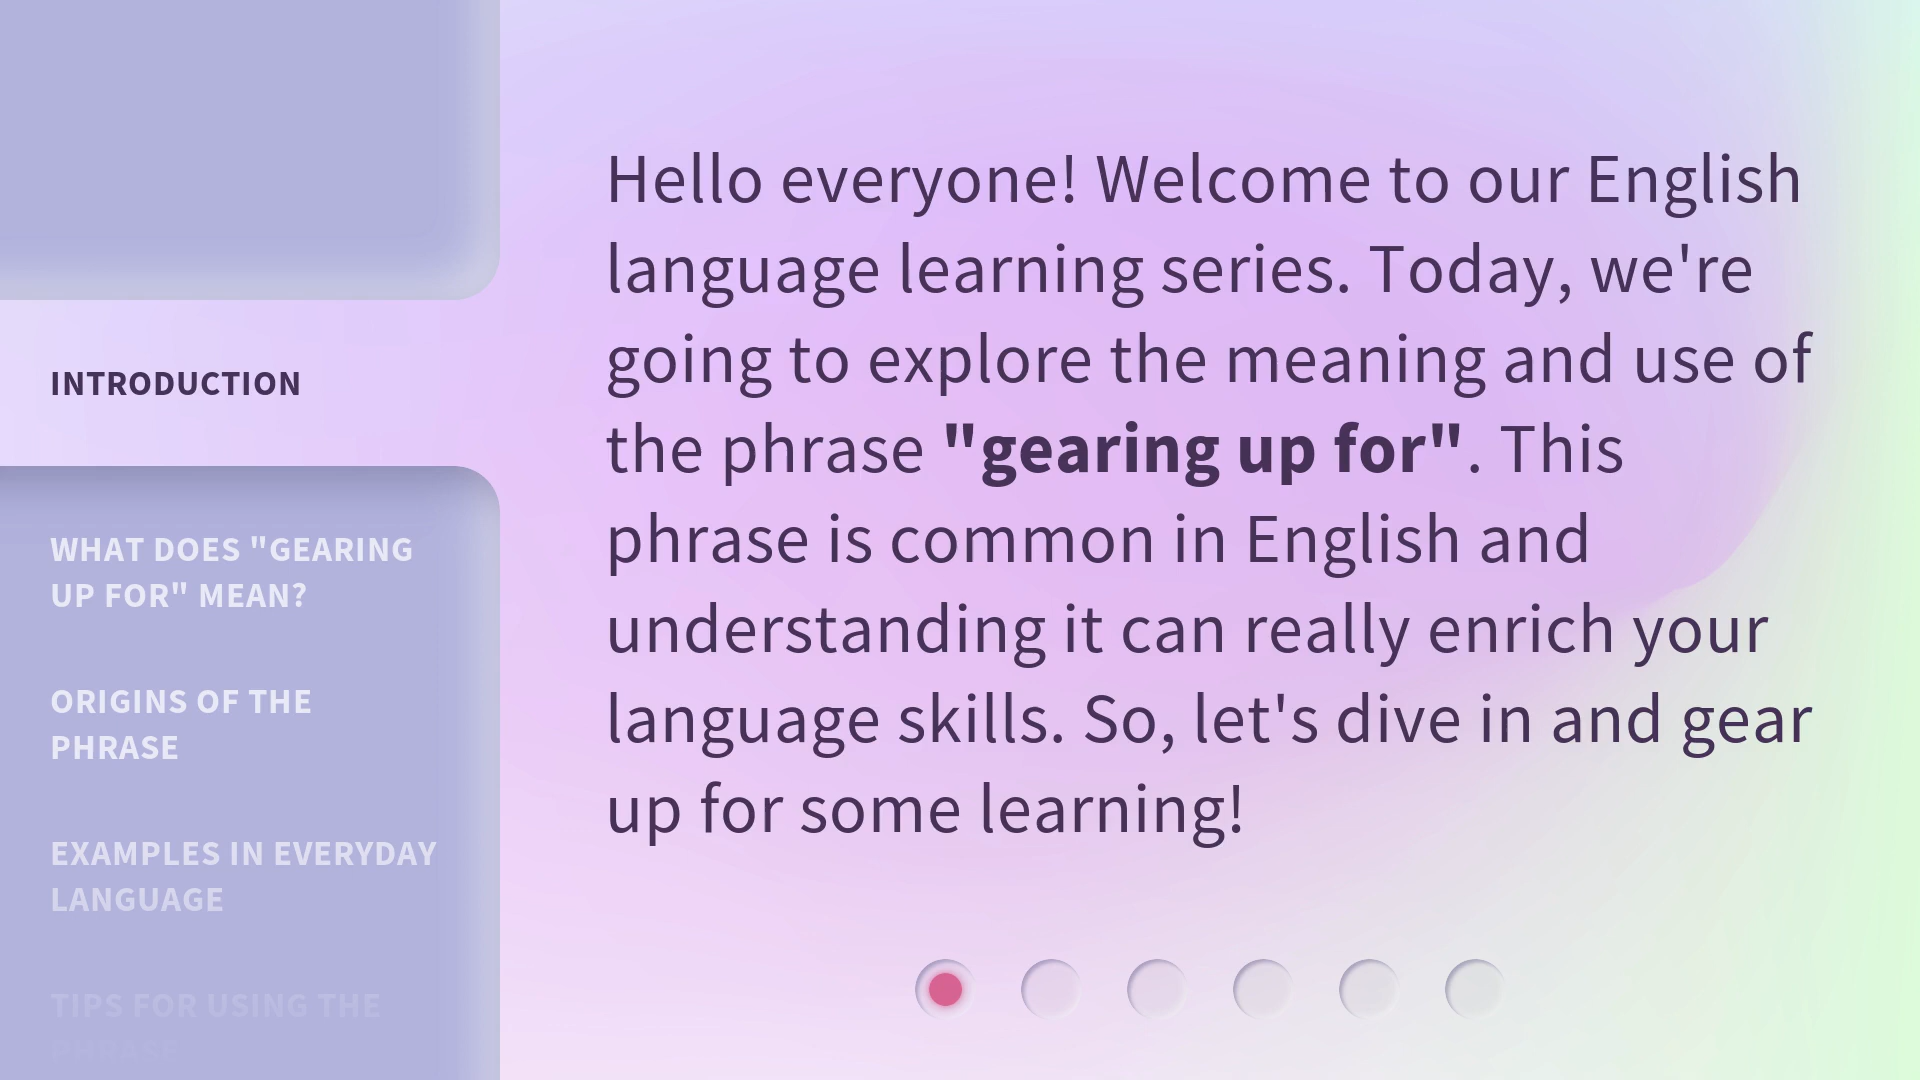 INTRODUCTION
WHAT DOES "GEARING
UP FOR" MEAN?
ORIGINS OF THE
PHRASE
EXAMPLES IN EVERYDAY
LANGUAGE
TIPS FOR USING THE
PHRASE
Hello everyone! Welcome to our English
language learning series. Today, we're
going to explore the meaning and use of
the phrase "gearing up for". This
phrase is common in English and
understanding it can really enrich your
language skills. So, let's dive in and gear
up for some learning!